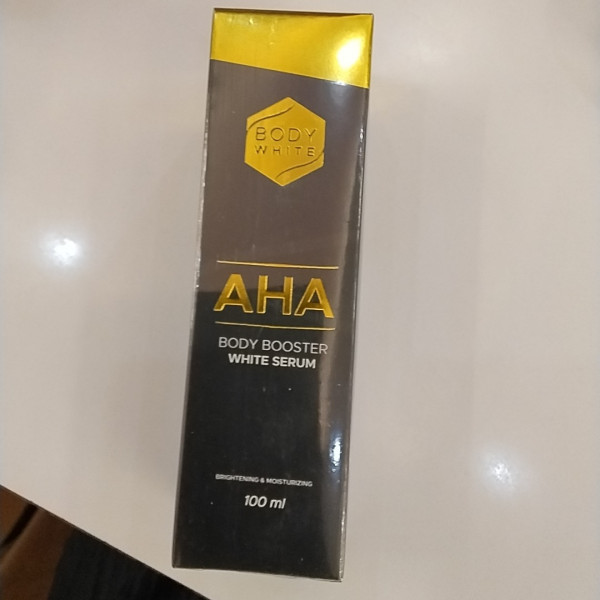 BODY
WHITE
AHA
BODY BOOSTER
WHITE SERUM
BRIGHTENING & MOISTURIZING
100 ml